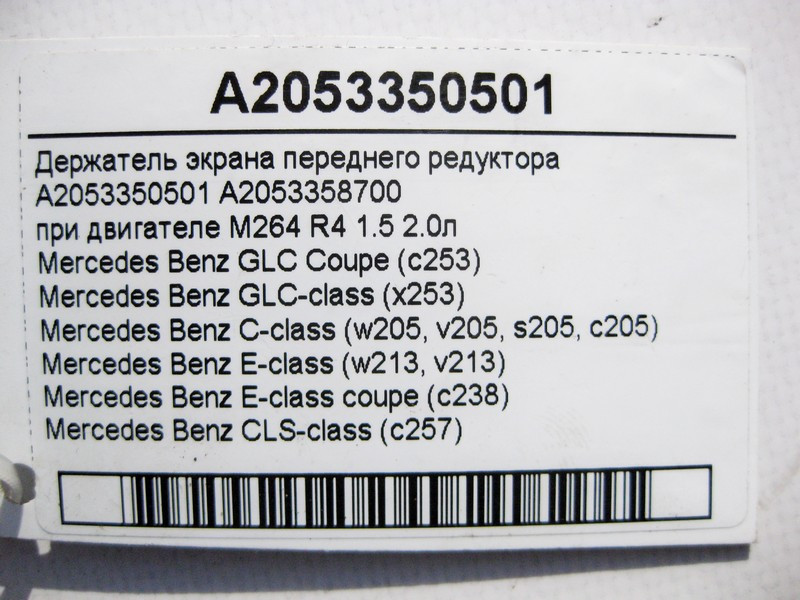 A2053350501
Держатель экрана переднего редуктора
A2053350501 A2053358700
при двигателе M264 R4 1.5 2.0л
Mercedes Benz GLC Coupe (c253)
Mercedes Benz GLC-class (x253)
Mercedes Benz C-class (w205, v205, s205, c205)
Mercedes Benz E-class (w213, v213)
Mercedes Benz E-class coupe (c238)
Mercedes Benz CLS-class (c257)